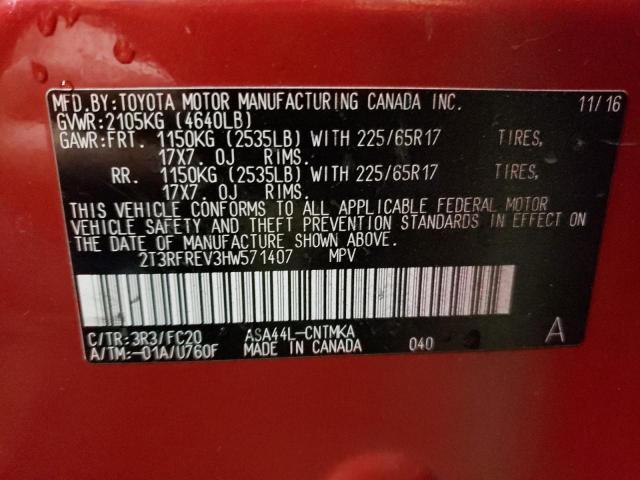 MFD.BY:TOYOTA MOTOR MANUFACTURING CANADA INC. 11/16
GVWR:2105KG (4640LB)
GAWR:FRT. 1150KG (2535LB) WITH 225/65R17 TIRES,
17X7. OJ RIMS.
RR. 1150KG (2535LB) WITH 225/65R17 TIRES,
17X7. OJ RIMS.
THIS VEHICLE CONFORMS TO ALL APPLICABLE FEDERAL MOTOR
VEHICLE SAFETY AND THEFT PREVENTION STANDARDS IN EFFECT ON
THE DATE OF MANUFACTURE SHOWN ABOVE.
2T3RFREV3HW571407 MPV
C/TR:3R3/FC20 ASA44L-CNTMKA A
A/TM:-01A/U760F MADE IN CANADA 040